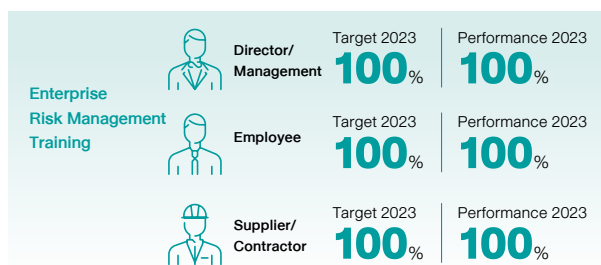 Enterprise
Risk Management
Training
Director/
Management
Target 2023
100%
Performance 2023
100%
Employee
Target 2023
100%
Performance 2023
100%
Supplier/
Contractor
Target 2023
100%
Performance 2023
100%